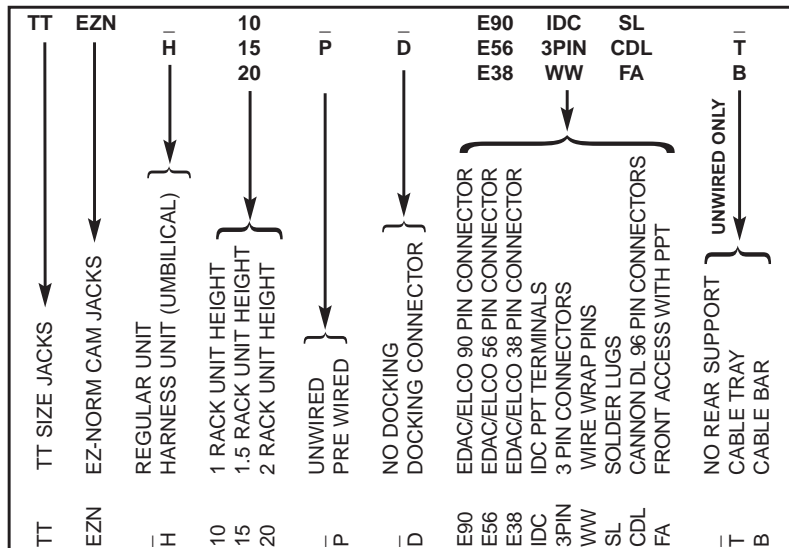 TT EZN _ 10 _ _ E90 IDC SL _
H 15 P D E56 3PIN CDL T
20 E38 WW FA B
UNWIRED ONLY
TT SIZE JACKS
EZ-NORM CAM JACKS
REGULAR UNIT
HARNESS UNIT (UMBILICAL)
1 RACK UNIT HEIGHT
1.5 RACK UNIT HEIGHT
2 RACK UNIT HEIGHT
UNWIRED
PRE WIRED
NO DOCKING
DOCKING CONNECTOR
EDAC/ELCO 90 PIN CONNECTOR
EDAC/ELCO 56 PIN CONNECTOR
EDAC/ELCO 38 PIN CONNECTOR
IDC PPT TERMINALS
3 PIN CONNECTORS
WIRE WRAP PINS
SOLDER LUGS
CANNON DL 96 PIN CONNECTORS
FRONT ACCESS WITH PPT
NO REAR SUPPORT
CABLE TRAY
CABLE BAR
TT
EZN
_
H
10
15
20
_
P
_
D
E90
E56
E38
IDC
3PIN
WW
SL
CDL
FA
_
T
B